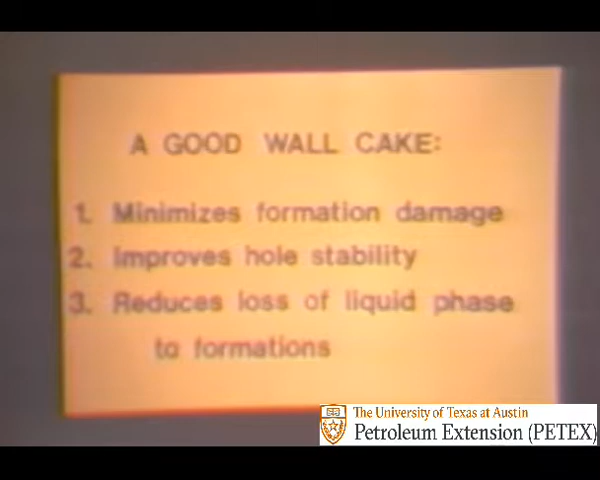 A GOOD WALL CAKE:
1. Minimizes formation damage
2. Improves hole stability
3. Reduces loss of liquid phase
to formations
The University of Texas at Austin
Petroleum Extension (PETEX)